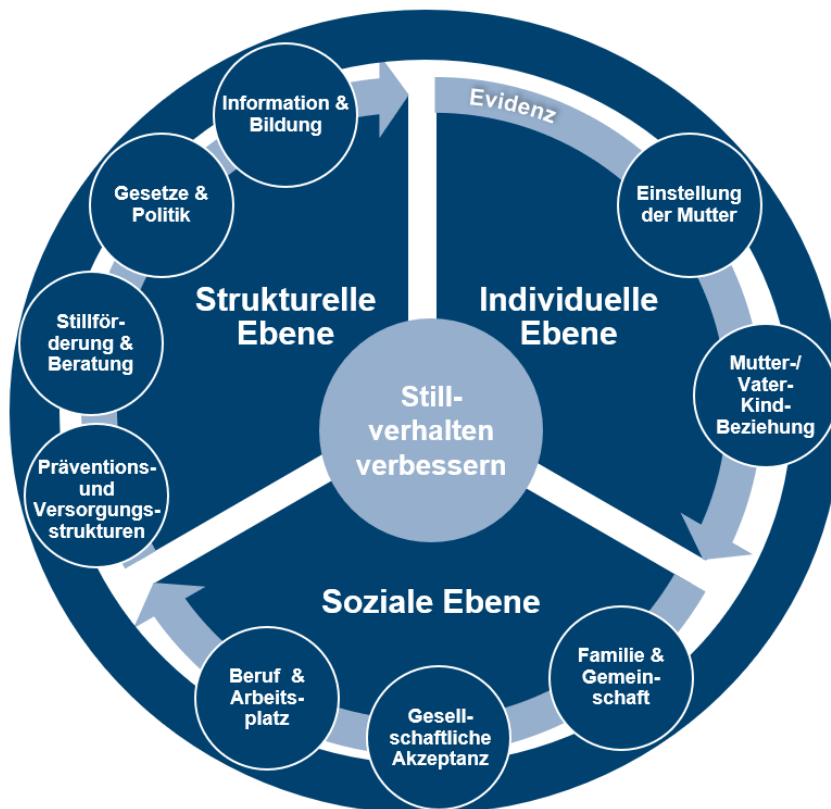 Information &
Bildung
Evidenz
Gesetze &
Politik
Einstellung
der Mutter
Strukturelle
Ebene
Individuelle
Ebene
Stillför-
derung &
Beratung
Mutter-/
Vater-
Kind-
Beziehung
Still-
verhalten
verbessern
Präventions-
und
Versorgungs-
strukturen
Soziale Ebene
Beruf &
Arbeits-
platz
Gesell-
schaftliche
Akzeptanz
Familie &
Gemein-
schaft